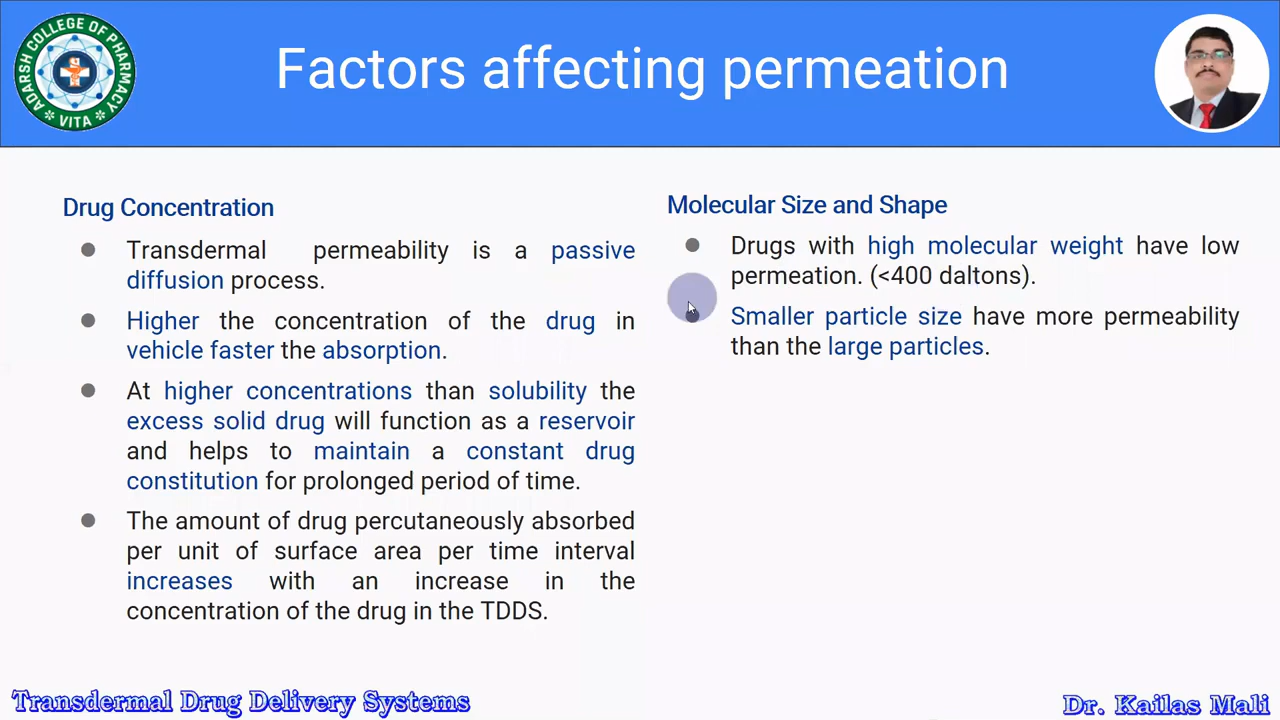 ADARSH COLLEGE OF PHARMACY
VITA
Factors affecting permeation
Drug Concentration
Transdermal permeability is a passive
diffusion process.
Higher the concentration of the drug in
vehicle faster the absorption.
At higher concentrations than solubility the
excess solid drug will function as a reservoir
and helps to maintain a constant drug
constitution for prolonged period of time.
The amount of drug percutaneously absorbed
per unit of surface area per time interval
increases with an increase in the
concentration of the drug in the TDDS.
Molecular Size and Shape
Drugs with high molecular weight have low
permeation. (<400 daltons).
Smaller particle size have more permeability
than the large particles.
Transdermal Drug Delivery Systems
Dr. Kailas Mali